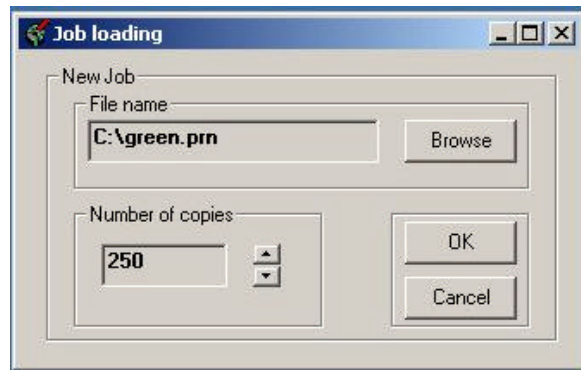 Job loading
New Job
File name
C:\green.prn
Browse
Number of copies
250
OK
Cancel